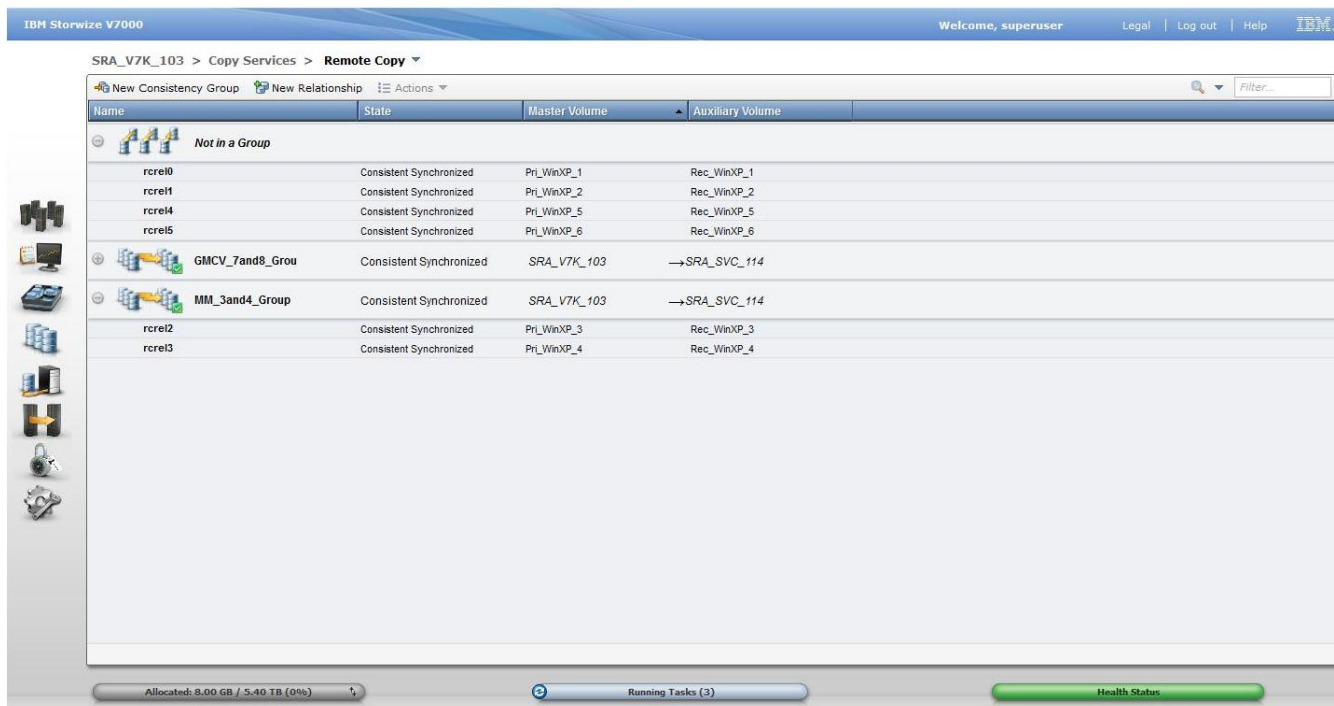 IBM Storwize V7000 Welcome, superuser Legal | Log out | Help IBM
SRA_V7K_103 > Copy Services > Remote Copy
New Consistency Group New Relationship Actions Filter...
Name State Master Volume Auxiliary Volume
Not in a Group
rcrel0 Consistent Synchronized Pri_WinXP_1 Rec_WinXP_1
rcrel1 Consistent Synchronized Pri_WinXP_2 Rec_WinXP_2
rcrel4 Consistent Synchronized Pri_WinXP_5 Rec_WinXP_5
rcrel5 Consistent Synchronized Pri_WinXP_6 Rec_WinXP_6
GMCV_7and8_Grou Consistent Synchronized SRA_V7K_103 →SRA_SVC_114
MM_3and4_Group Consistent Synchronized SRA_V7K_103 →SRA_SVC_114
rcrel2 Consistent Synchronized Pri_WinXP_3 Rec_WinXP_3
rcrel3 Consistent Synchronized Pri_WinXP_4 Rec_WinXP_4
Allocated: 8.00 GB / 5.40 TB (0%) Running Tasks (3) Health Status